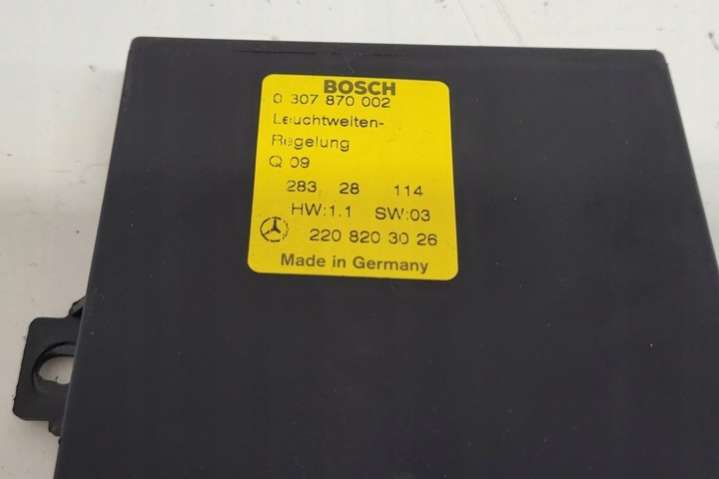 BOSCH
0 307 870 002
Leuchtweiten-
Regelung
Q 09
283 28 114
HW:1.1 SW:03
220 820 30 26
Made in Germany